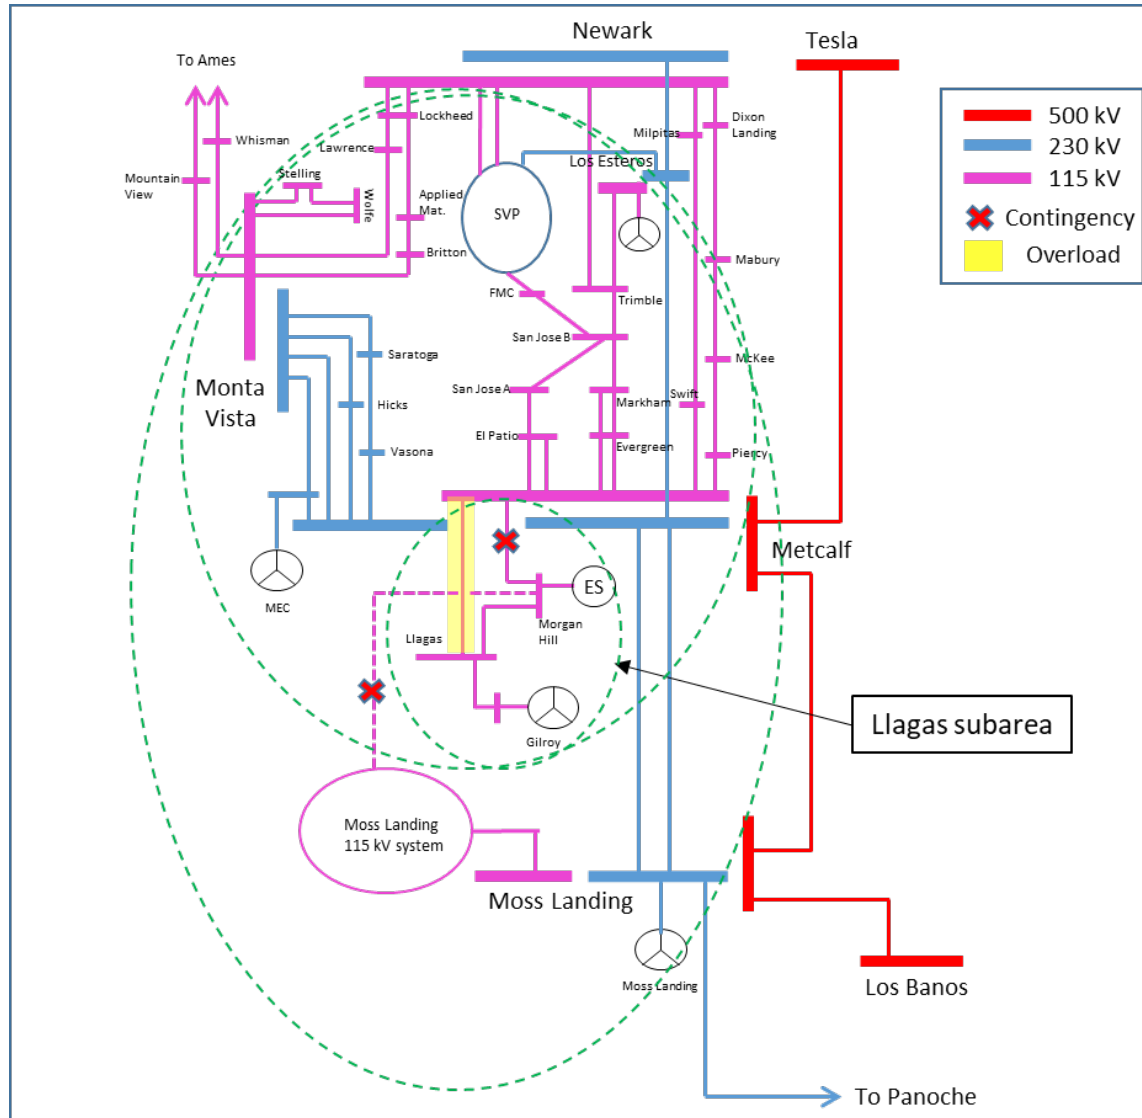 Newark
Tesla
To Ames
500 kV
230 kV
115 kV
Contingency
Overload
Whisman
Lockheed
Lawrence
Milpitas
Dixon
Landing
Mountain
View
Stelling
Wolfe
Applied
Mat.
Britton
SVP
Los Esteros
Mabury
FMC
Trimble
San Jose B
Saratoga
McKee
Monta
Vista
Hicks
San Jose A
Markham
Swift
El Patio
Evergreen
Vasona
Piercy
Metcalf
MEC
ES
Morgan
Hill
Llagas
Gilroy
Llagas subarea
Moss Landing
115 kV system
Moss Landing
Moss Landing
Los Banos
To Panoche